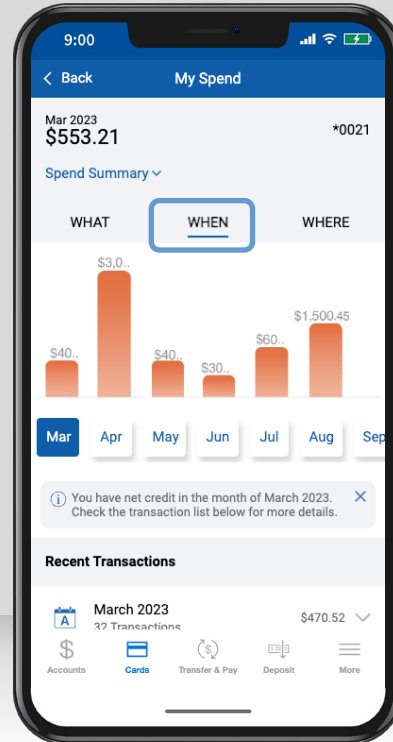 9:00
Back My Spend
Mar 2023
$553.21 *0021
Spend Summary
WHAT WHEN WHERE
$3,0..
$1,500.45
$60..
$40.. $40..
$30..
Mar Apr May Jun Jul Aug Sep
You have net credit in the month of March 2023.
Check the transaction list below for more details.
Recent Transactions
A March 2023 $470.52
32 Transactions
Accounts Cards Transfer & Pay Deposit More